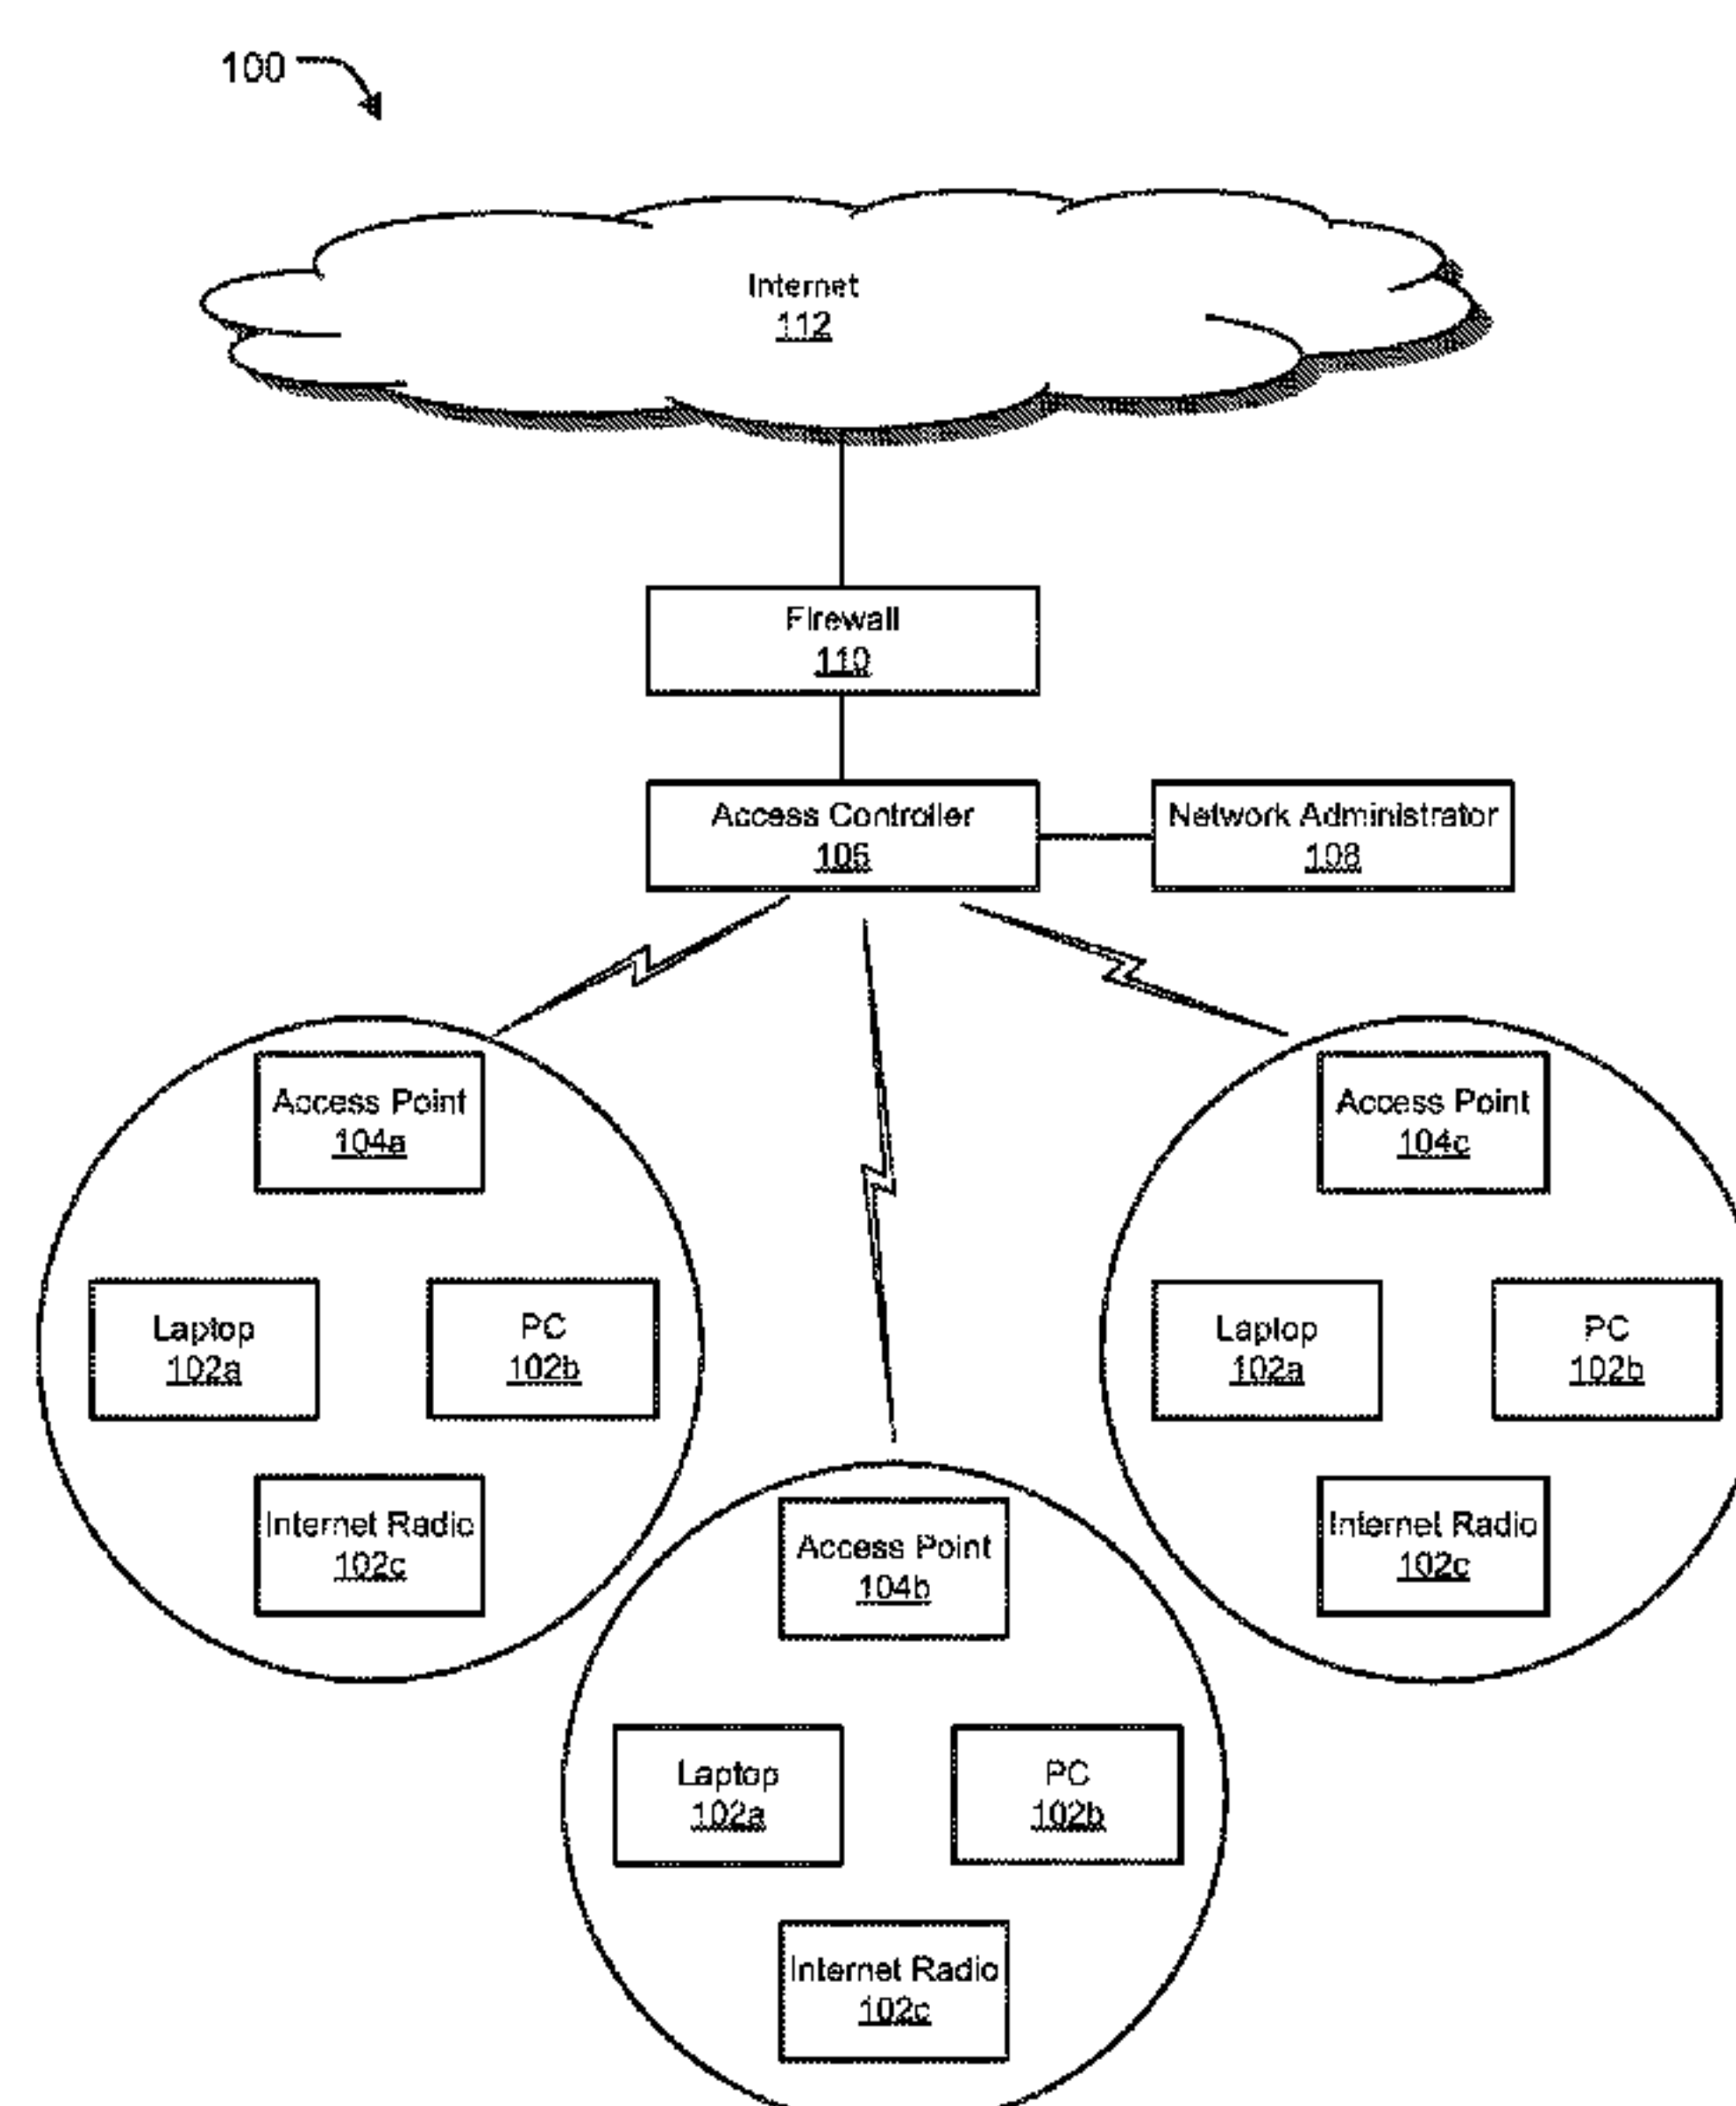 100
Internet
112
Firewall
110
Access Controller
106
Network Administrator
108
Access Point
104a
Access Point
104c
Laptop
102a
PC
102b
Laptop
102a
PC
102b
Internet Radio
102c
Internet Radio
102c
Access Point
104b
Laptop
102a
PC
102b
Internet Radio
102c